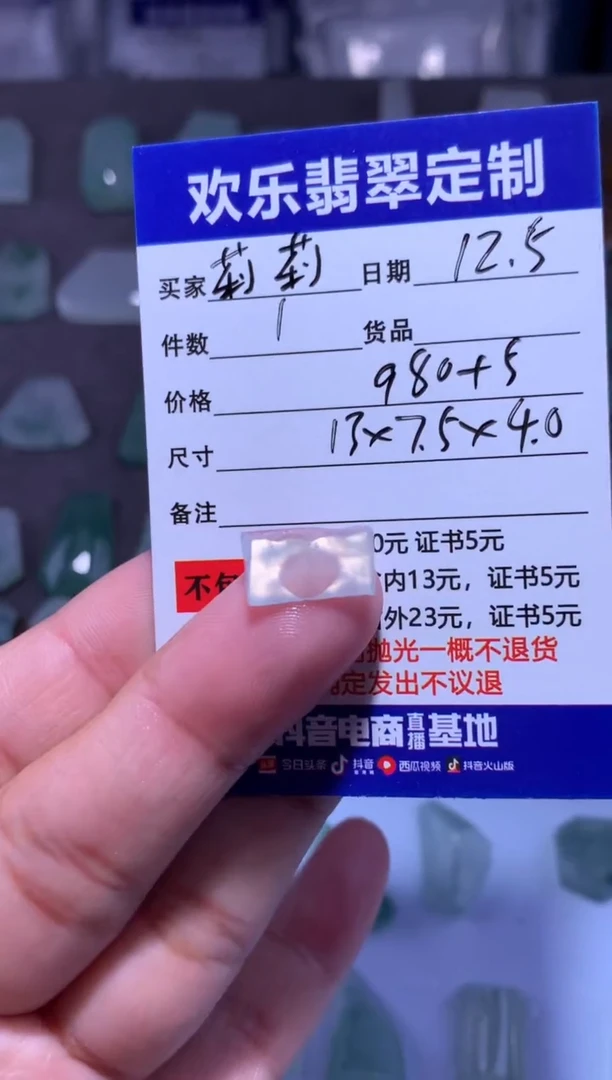 欢乐翡翠定制
买家 莉莉 日期 12.5
件数 1 货品
价格 980+5
尺寸 13×7.5×4.0
备注
0元 证书5元
不包 内13元，证书5元
外23元，证书5元
抛光一概不退货
定发出不议退
抖音电商直播基地
今日头条 抖音 西瓜视频 抖音火山版